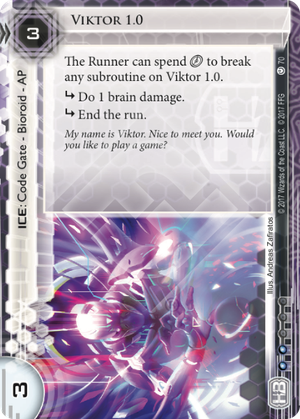 VIKTOR 1.0
3
The Runner can spend to break
any subroutine on Viktor 1.0.
↳ Do 1 brain damage.
↳ End the run.
My name is Viktor. Nice to meet you. Would
you like to play a game?
ICE: Code Gate - Bioroid - AP
70
© 2017 Wizards of the Coast LLC. © 2017 FFG
Illus. Andreas Zafiratos
3
HB